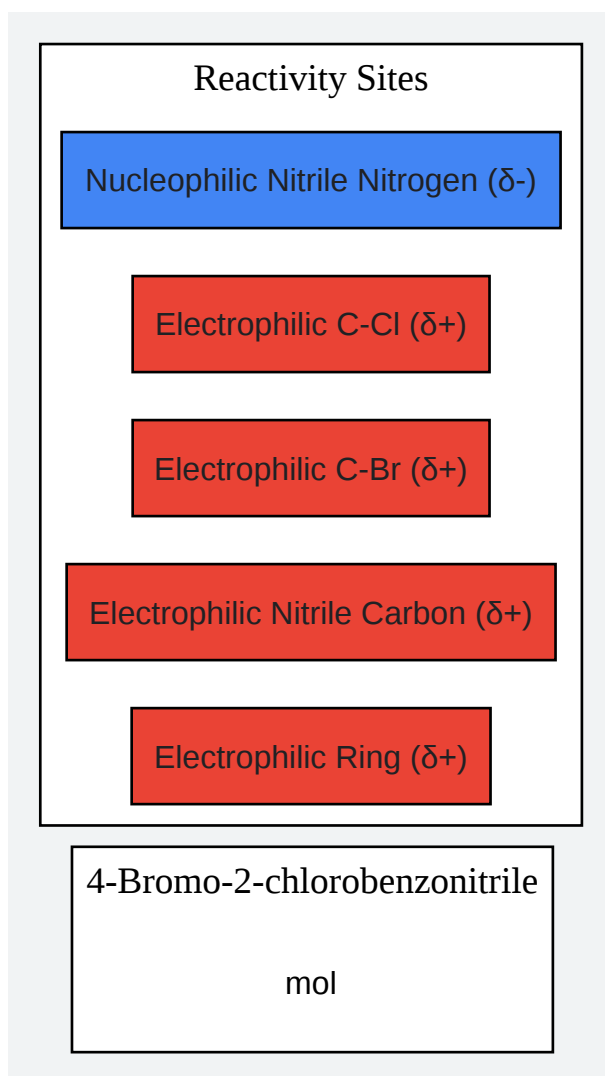 Reactivity Sites
Nucleophilic Nitrile Nitrogen (δ-)
Electrophilic C-Cl (δ+)
Electrophilic C-Br (δ+)
Electrophilic Nitrile Carbon (δ+)
Electrophilic Ring (δ+)
4-Bromo-2-chlorobenzonitrile
mol